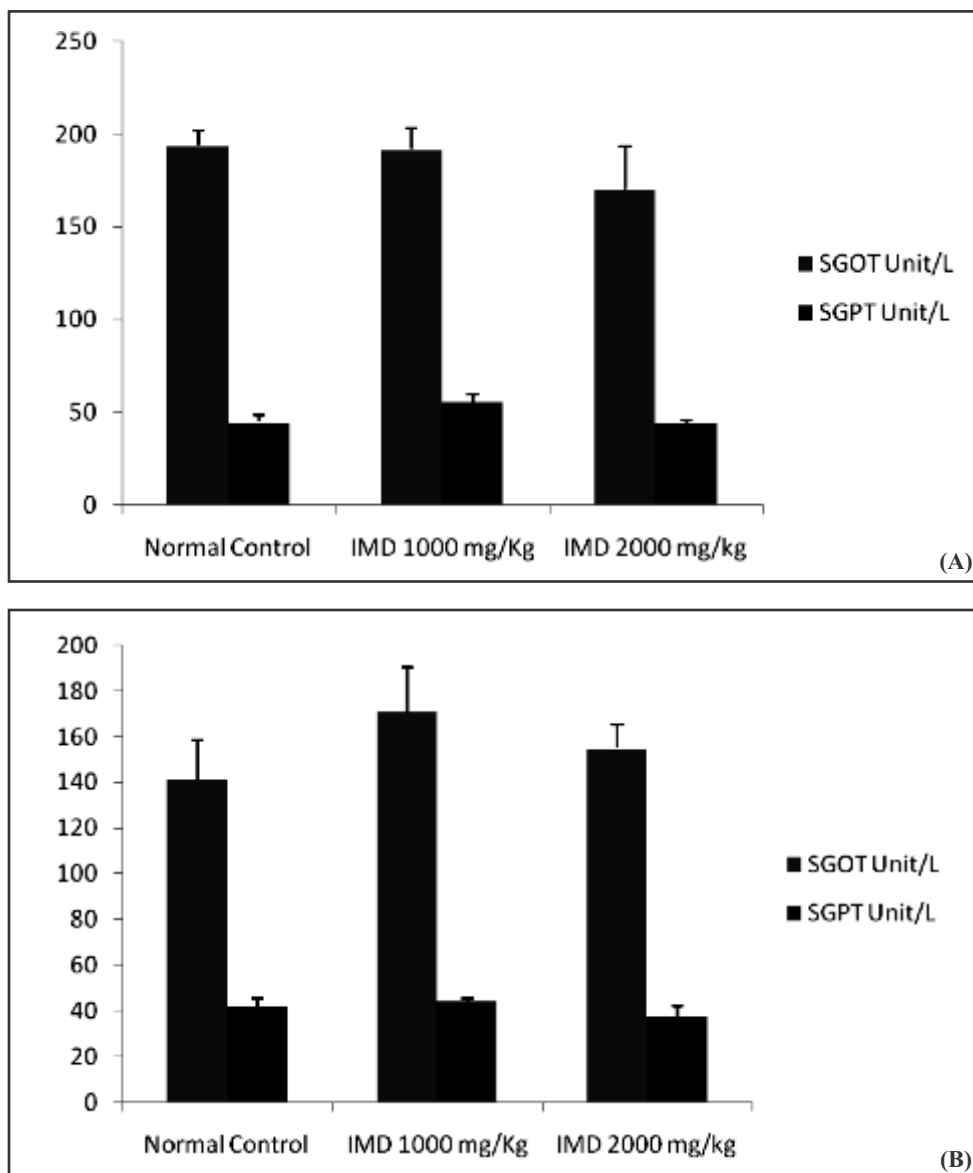 250
200
150
100
50
0
SGOT Unit/L
SGPT Unit/L
Normal Control IMD 1000 mg/Kg IMD 2000 mg/kg
(A)
200
180
160
140
120
100
80
60
40
20
0
SGOT Unit/L
SGPT Unit/L
Normal Control IMD 1000 mg/Kg IMD 2000 mg/kg
(B)